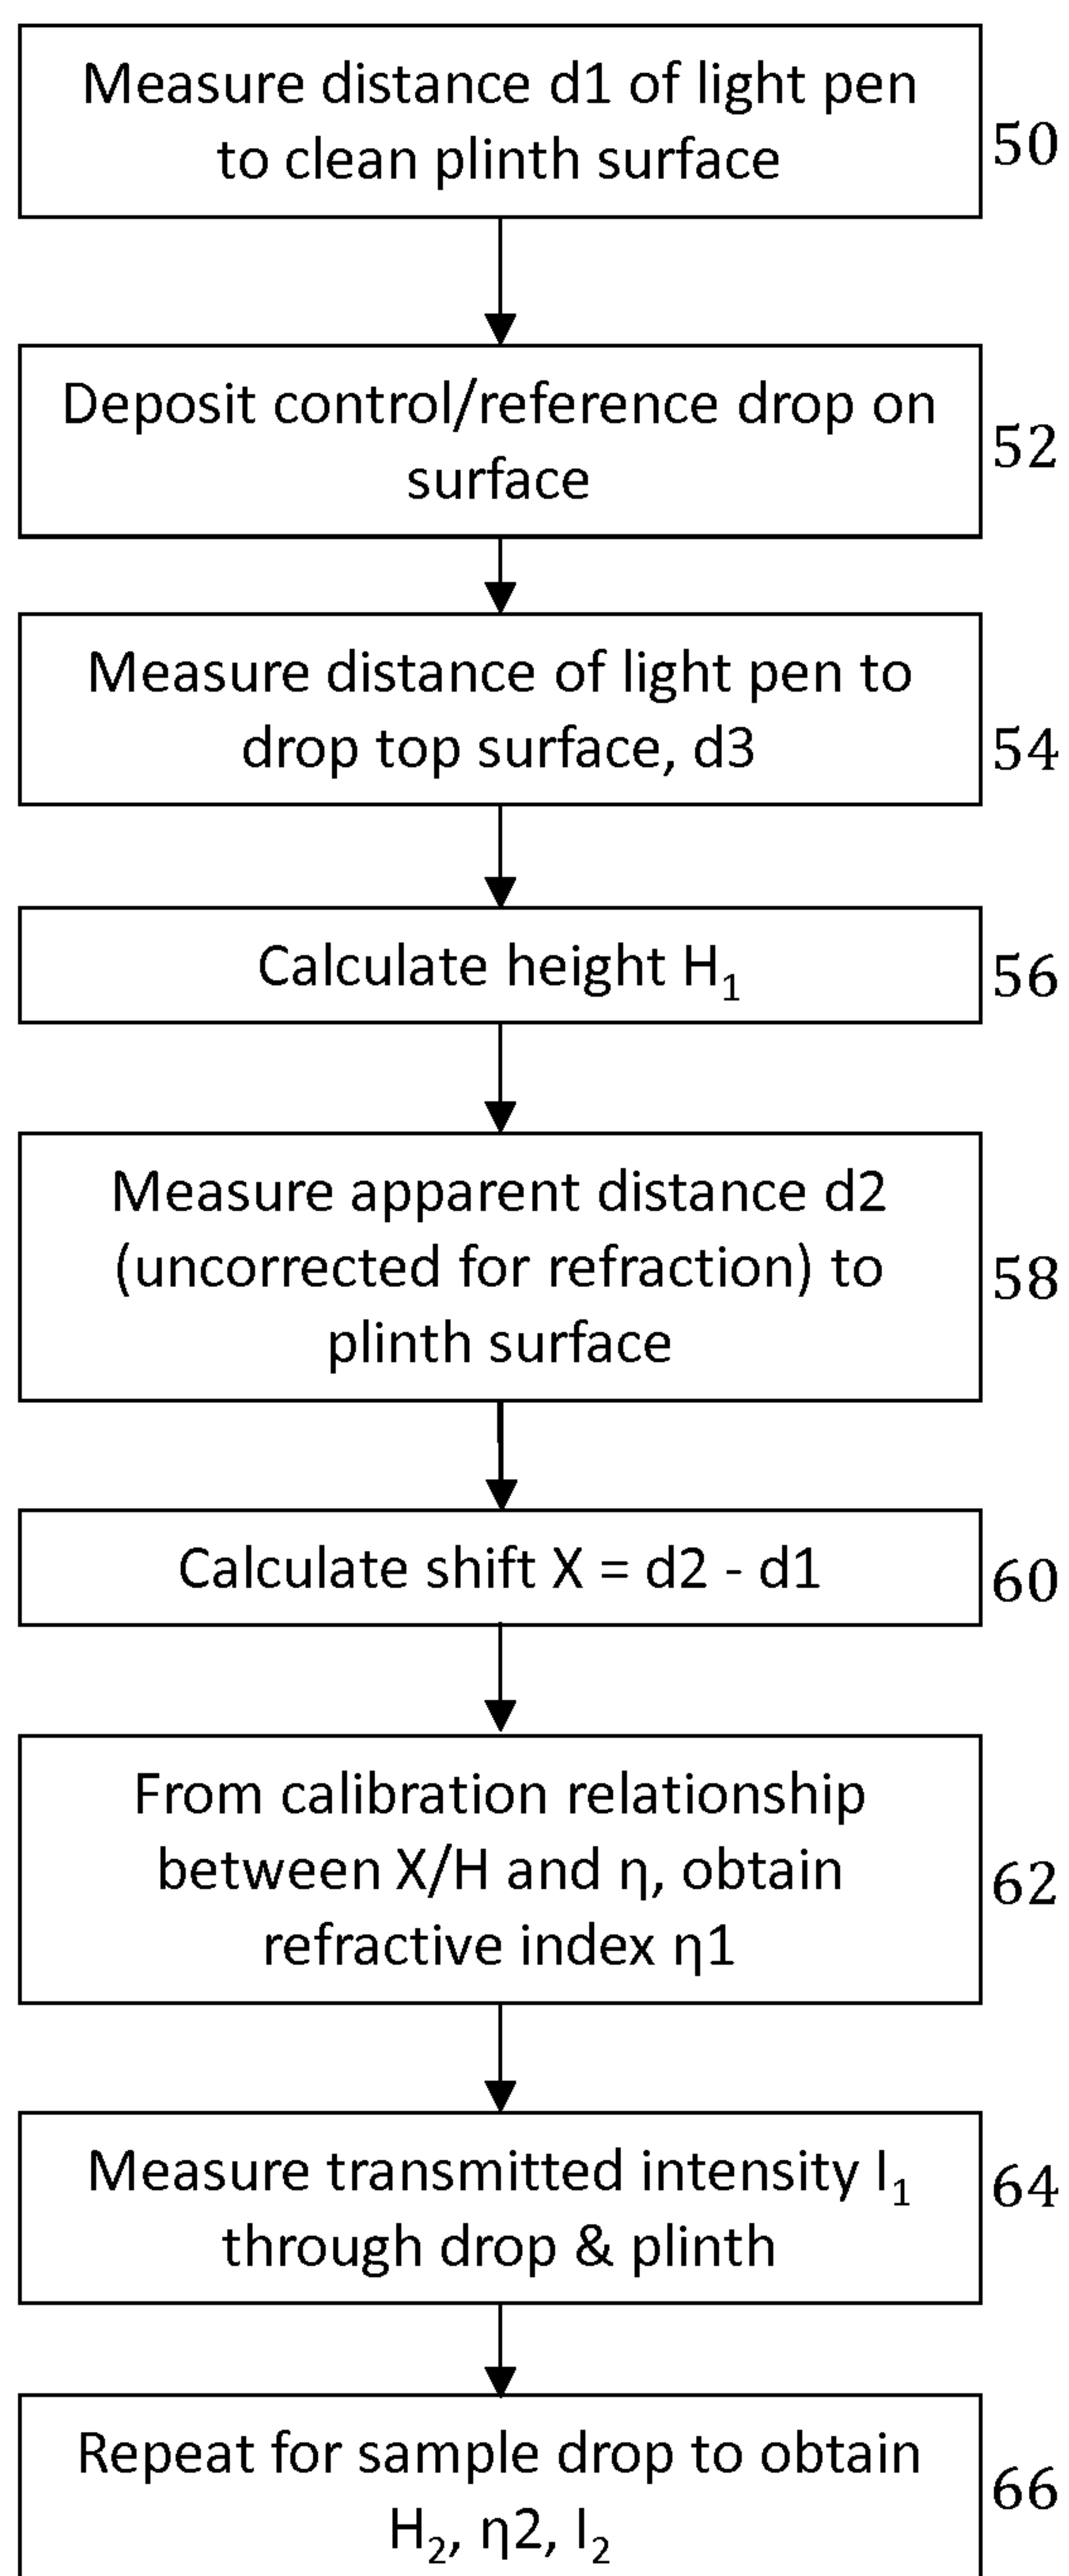 Measure distance d1 of light pen
to clean plinth surface
50
Deposit control/reference drop on
surface
52
Measure distance of light pen to
drop top surface, d3
54
Calculate height H₁
56
Measure apparent distance d2
(uncorrected for refraction) to
plinth surface
58
Calculate shift X = d2 - d1
60
From calibration relationship
between X/H and η, obtain
refractive index η1
62
Measure transmitted intensity I₁
through drop & plinth
64
Repeat for sample drop to obtain
H₂, η2, I₂
66